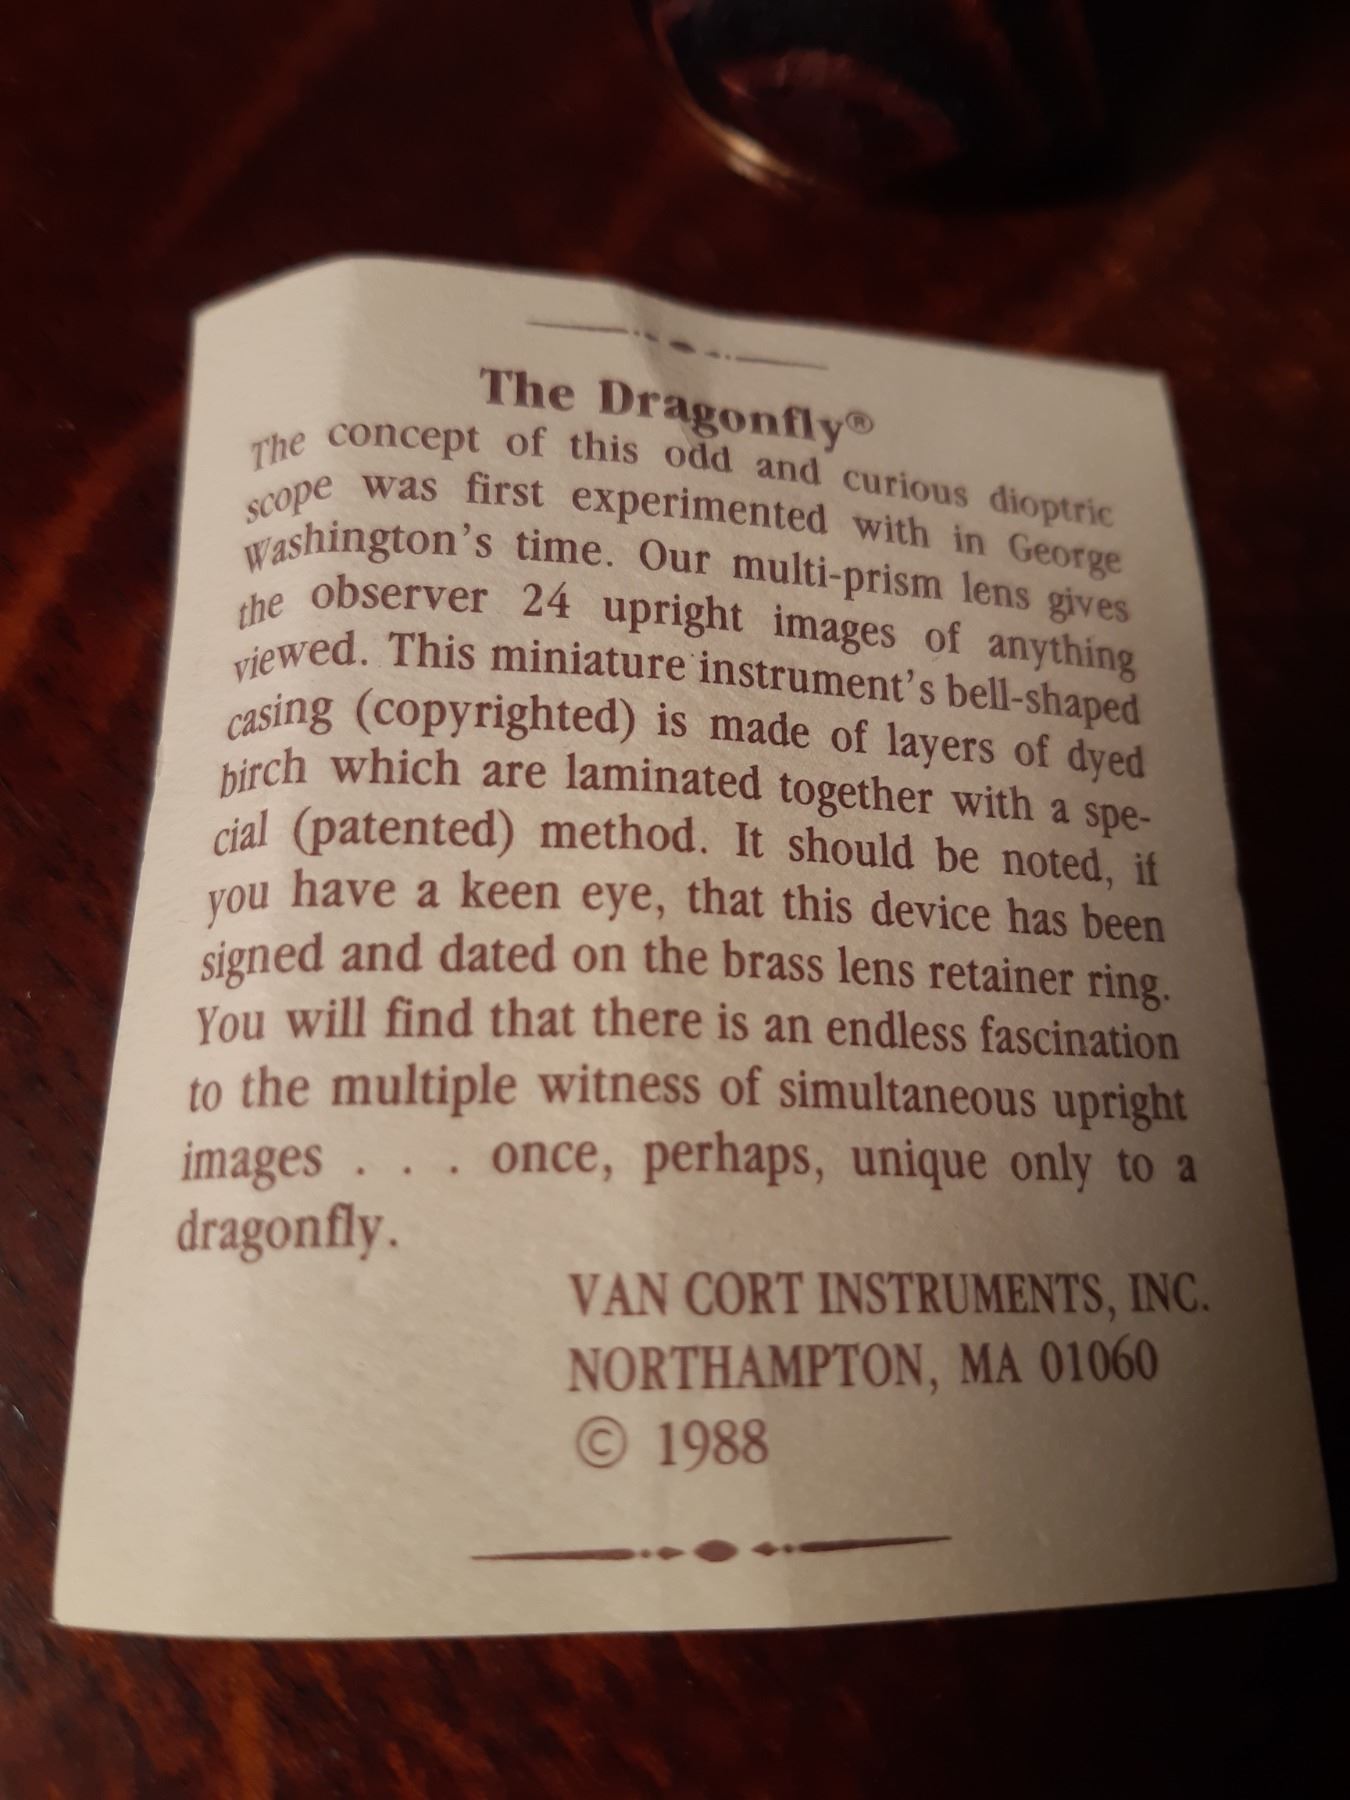 The Dragonfly®
The concept of this odd and curious dioptric
scope was first experimented with in George
Washington's time. Our multi-prism lens gives
the observer 24 upright images of anything
viewed. This miniature instrument's bell-shaped
casing (copyrighted) is made of layers of dyed
birch which are laminated together with a spe-
cial (patented) method. It should be noted, if
you have a keen eye, that this device has been
signed and dated on the brass lens retainer ring.
You will find that there is an endless fascination
to the multiple witness of simultaneous upright
images . . . once, perhaps, unique only to a
dragonfly.
VAN CORT INSTRUMENTS, INC.
NORTHAMPTON, MA 01060
© 1988